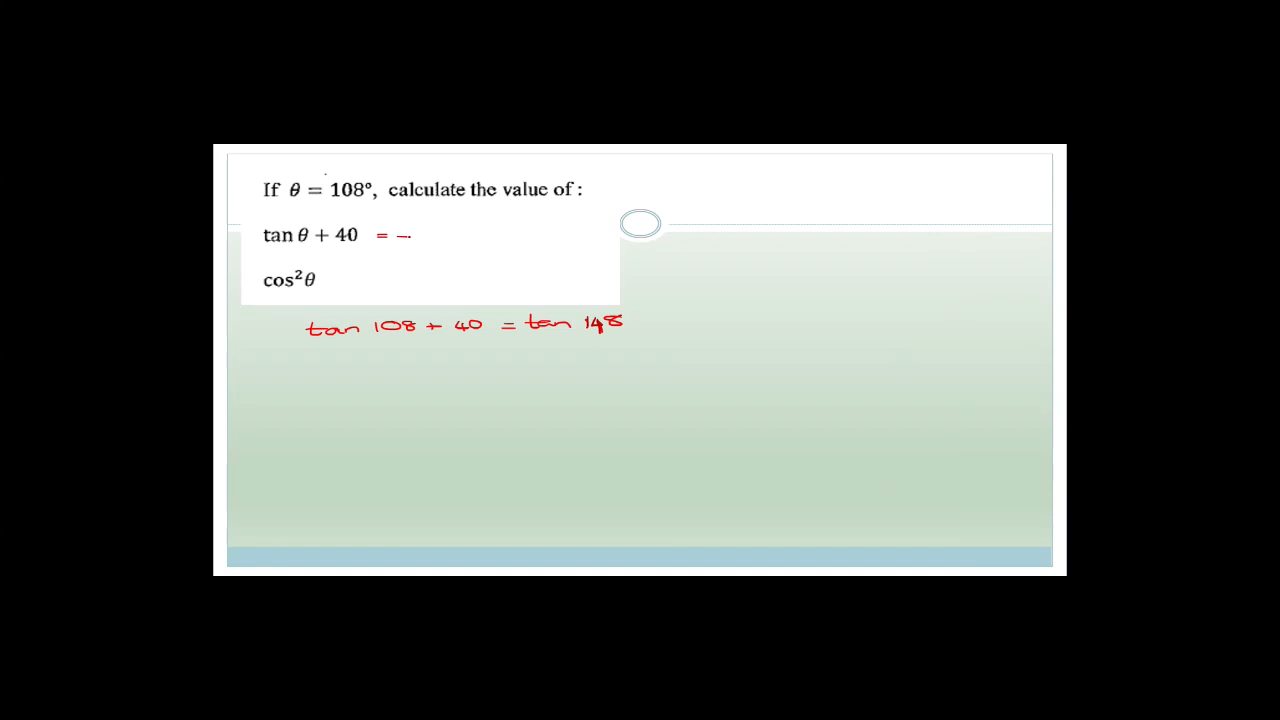 If θ = 108°, calculate the value of :
tan θ + 40 = –
cos²θ
tan 108 + 40 = tan 148